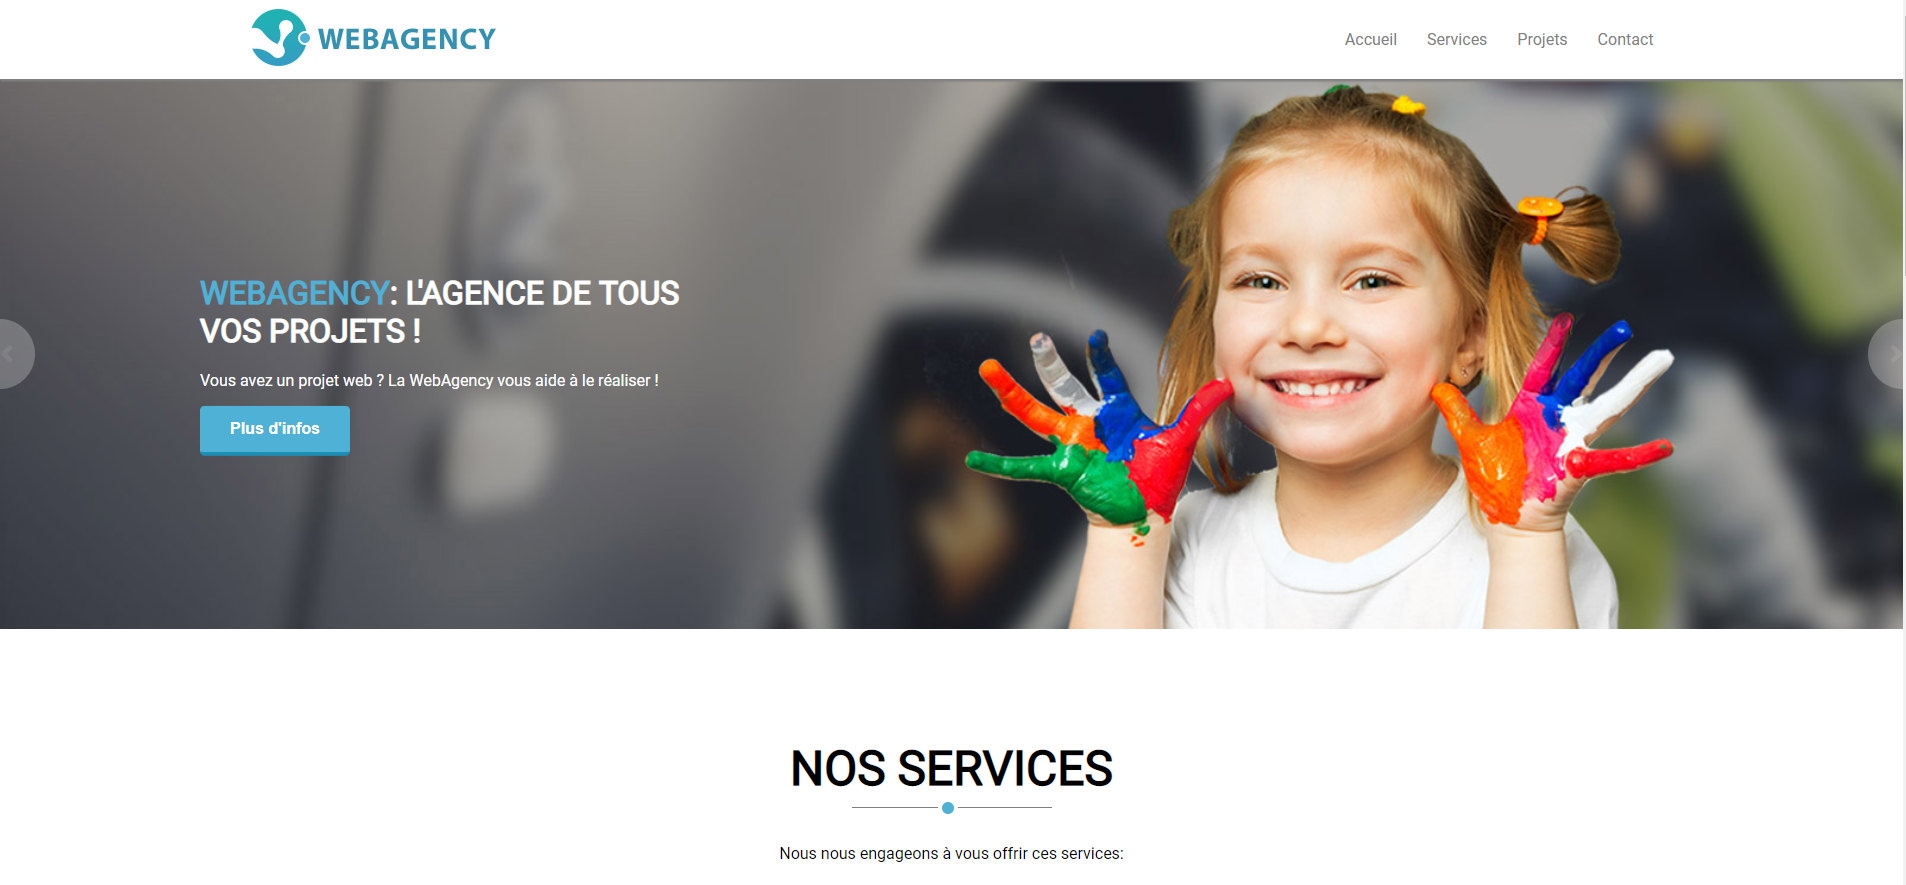 WEBAGENCY
Accueil
Services
Projets
Contact
WEBAGENCY: L'AGENCE DE TOUS
VOS PROJETS !
Vous avez un projet web ? La WebAgency vous aide à le réaliser !
Plus d'infos
NOS SERVICES
Nous nous engageons à vous offrir ces services: